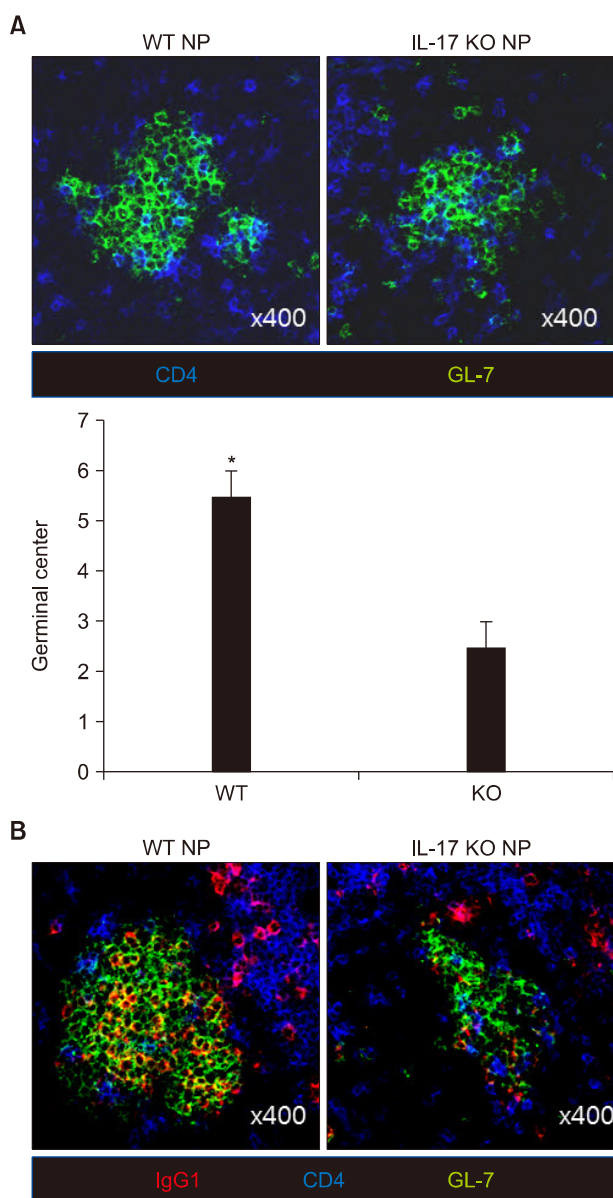 A
WT NP IL-17 KO NP
x400 x400
CD4 GL-7
7
6
5
4
3
2
1
0
Germinal center
*
WT KO
B
WT NP IL-17 KO NP
x400 x400
IgG1 CD4 GL-7